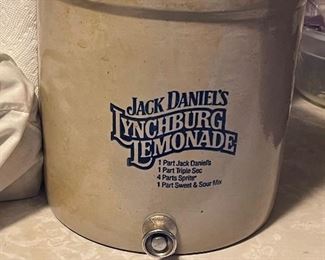 JACK DANIEL'S
LYNCHBURG
LEMONADE
1 Part Jack Daniel's
1 Part Triple Sec
4 Parts Sprite*
1 Part Sweet & Sour Mix